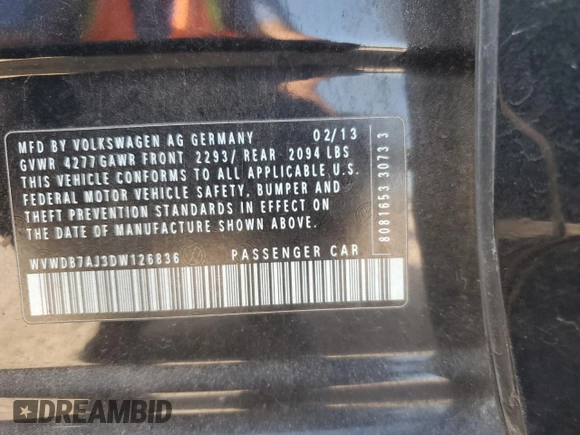 MFD BY VOLKSWAGEN AG GERMANY 02/13
GVWR 4277 GAWR FRONT 2293/ REAR 2094 LBS
THIS VEHICLE CONFORMS TO ALL APPLICABLE U.S.
FEDERAL MOTOR VEHICLE SAFETY, BUMPER AND
THEFT PREVENTION STANDARDS IN EFFECT ON
THE DATE OF MANUFACTURE SHOWN ABOVE.
WVWDB7AJ3DW126836 PASSENGER CAR
8081653 3073 3
DREAMBID